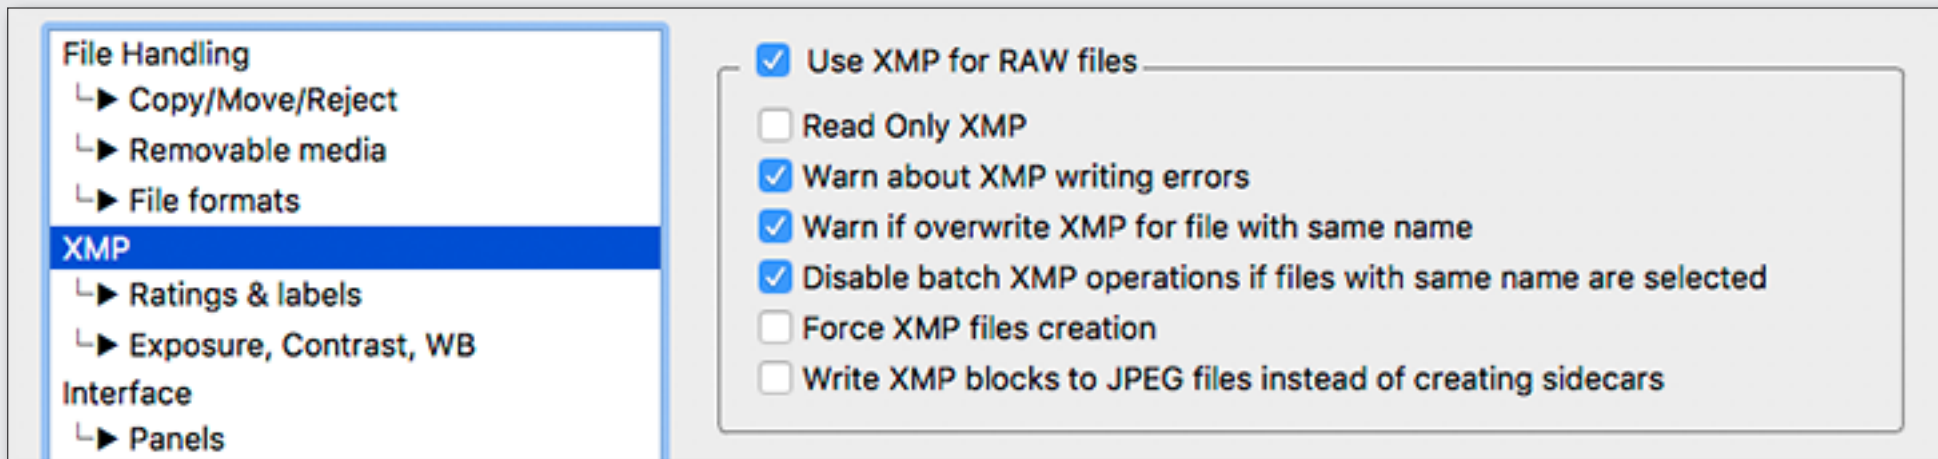 File Handling
Copy/Move/Reject
Removable media
File formats
XMP
Ratings & labels
Exposure, Contrast, WB
Interface
Panels
Use XMP for RAW files
Read Only XMP
Warn about XMP writing errors
Warn if overwrite XMP for file with same name
Disable batch XMP operations if files with same name are selected
Force XMP files creation
Write XMP blocks to JPEG files instead of creating sidecars